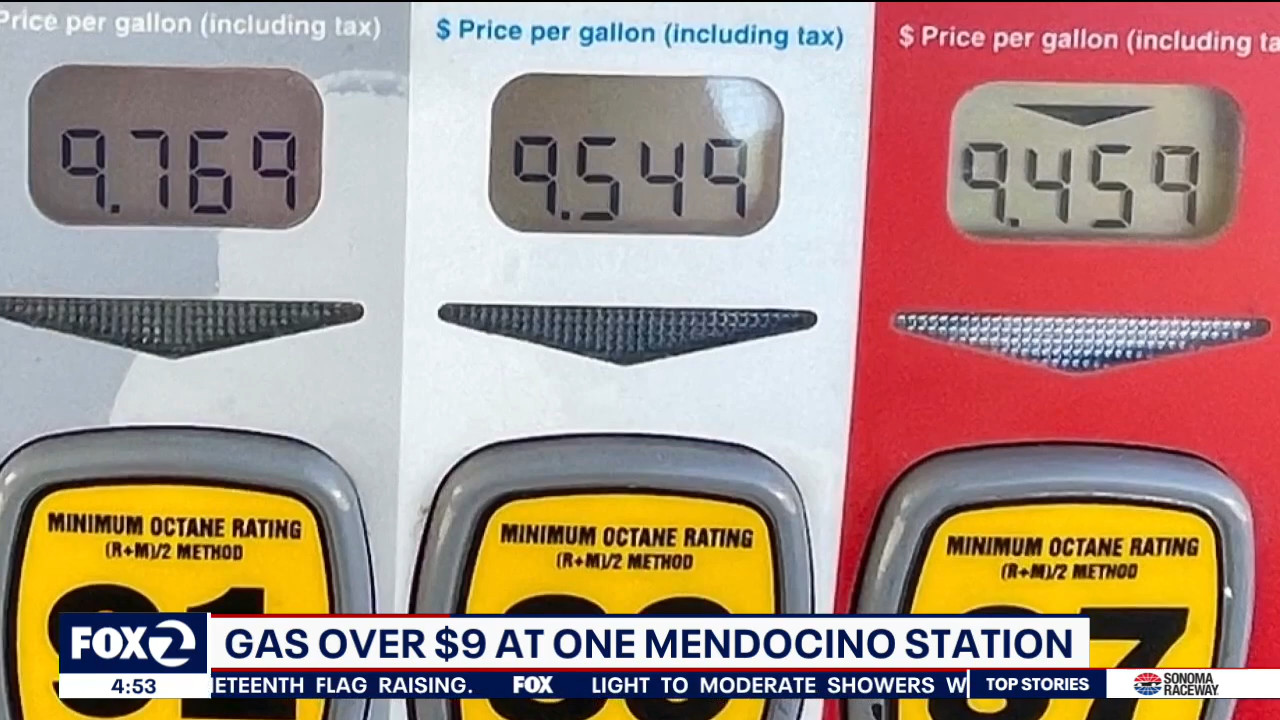 Price per gallon (including tax)
$ Price per gallon (including tax)
$ Price per gallon (including ta
9.769
9.549
9.459
MINIMUM OCTANE RATING
(R+M)/2 METHOD
91
MINIMUM OCTANE RATING
(R+M)/2 METHOD
MINIMUM OCTANE RATING
(R+M)/2 METHOD
87
FOX 2
GAS OVER $9 AT ONE MENDOCINO STATION
4:53
ETEENTH FLAG RAISING. FOX LIGHT TO MODERATE SHOWERS W
TOP STORIES
SONOMA
RACEWAY